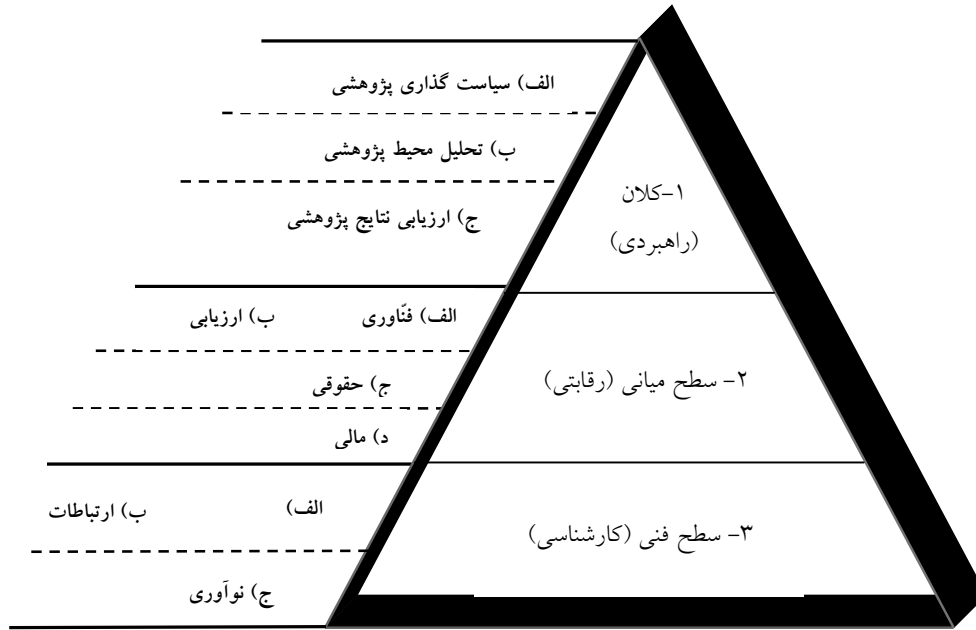 الف) سیاست گذاری پژوهشی
ب) تحلیل محیط پژوهشی
ج) ارزیابی نتایج پژوهشی
۱-کلان
(راهبردی)
الف) فنّاوری ب) ارزیابی
ج) حقوقی
د) مالی
۲- سطح میانی (رقابتی)
الف) ب) ارتباطات
ج) نوآوری
۳- سطح فنی (کارشناسی)